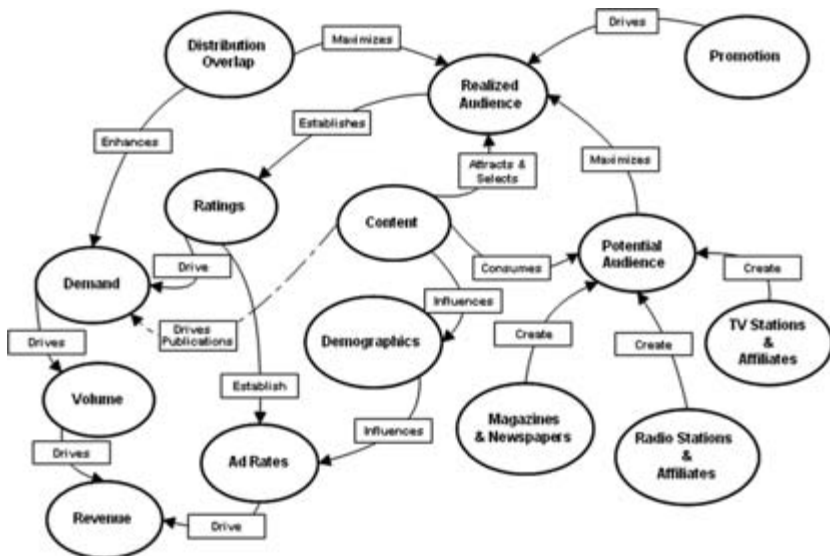 Distribution
Overlap
Maximizes
Drives
Promotion
Realized
Audience
Establishes
Enhances
Attracts &
Selects
Maximizes
Ratings
Content
Potential
Audience
Drive
Consumes
Create
Demand
Influences
Drives
Publications
Drives
Demographics
Create
Create
TV Stations
&
Affiliates
Volume
Establish
Magazines
& Newspapers
Influences
Radio Stations
&
Affiliates
Drives
Ad Rates
Revenue
Drive